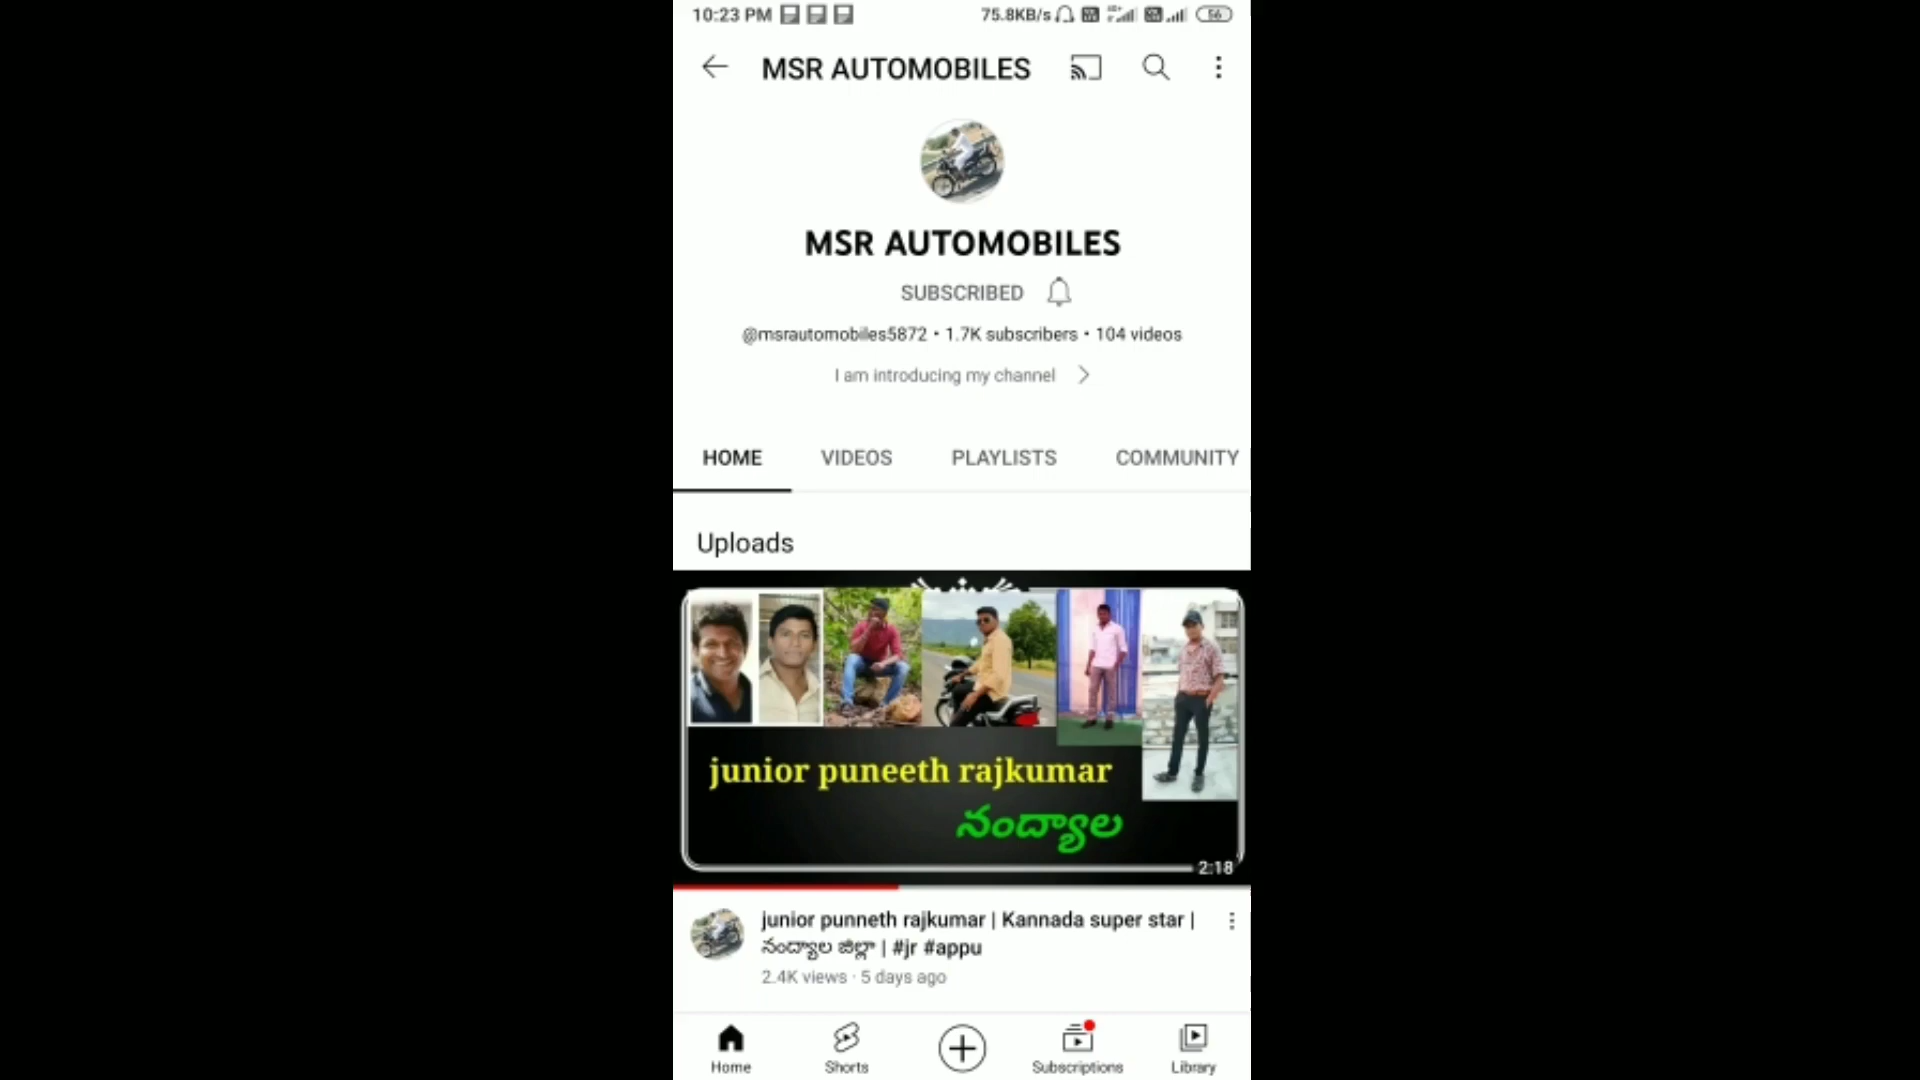 10:23 PM 75.8KB/s 56
MSR AUTOMOBILES
MSR AUTOMOBILES
SUBSCRIBED
@msrautomobiles5872 • 1.7K subscribers • 104 videos
I am introducing my channel
HOME VIDEOS PLAYLISTS COMMUNITY
Uploads
junior puneeth rajkumar
నంద్యాల
2:18
junior punneth rajkumar | Kannada super star |
నంద్యాల జిల్లా | #jr #appu
2.4K views · 5 days ago
Home Shorts Subscriptions Library